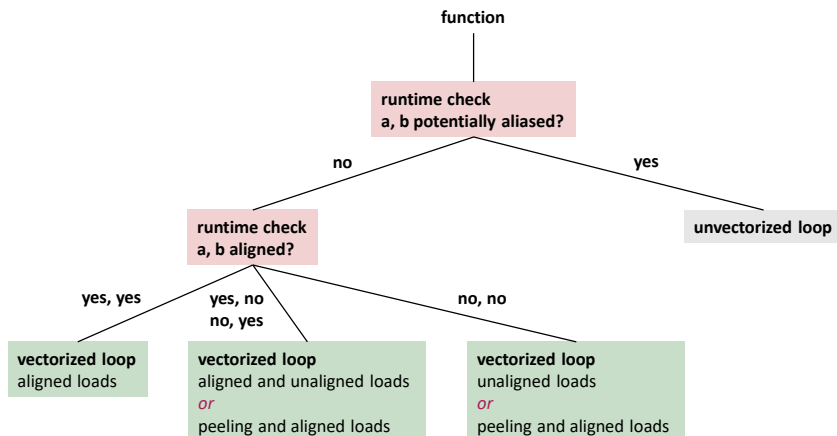 function
runtime check
a, b potentially aliased?
no
yes
runtime check
a, b aligned?
unvectorized loop
yes, yes
yes, no
no, yes
no, no
vectorized loop
aligned loads
vectorized loop
aligned and unaligned loads
or
peeling and aligned loads
vectorized loop
unaligned loads
or
peeling and aligned loads